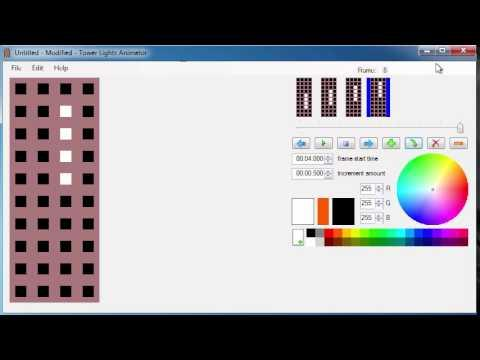 Untitled - Modified - Tower Lights Animator
File Edit Help
Frame: 8
00:04.000 frame start time
00:00.500 Increment amount
255 R
255 G
255 B